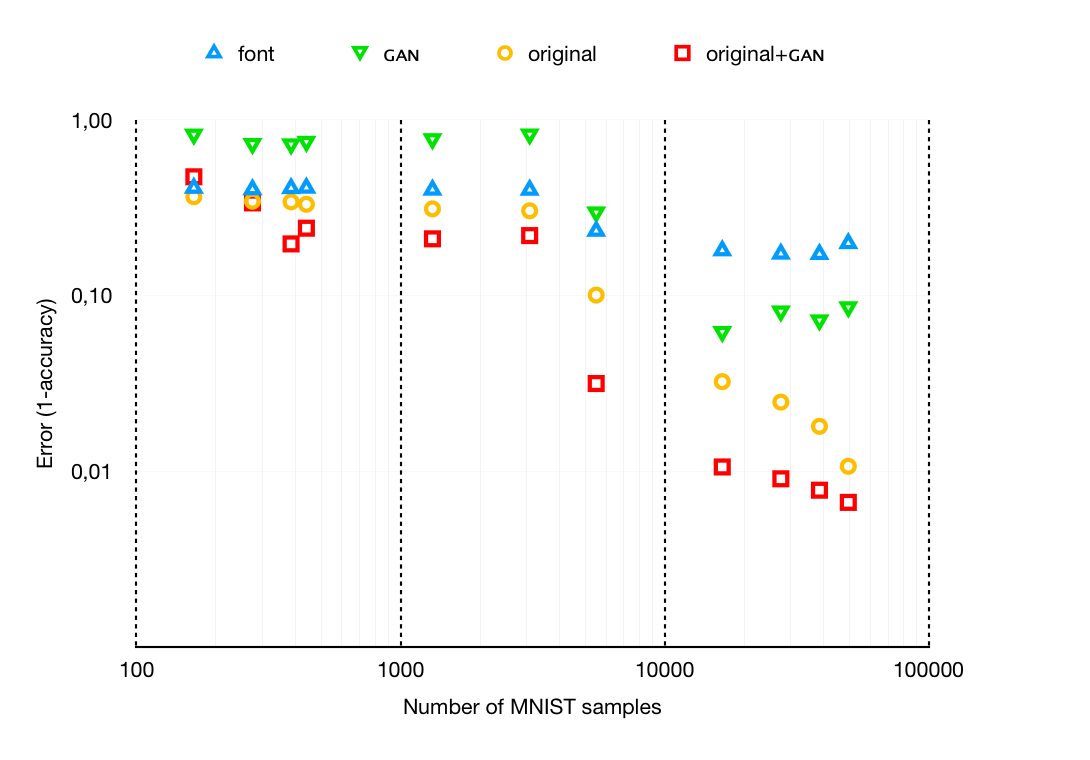 font GAN original original+GAN
1,00
0,10
0,01
Error (1-accuracy)
100 1000 10000 100000
Number of MNIST samples